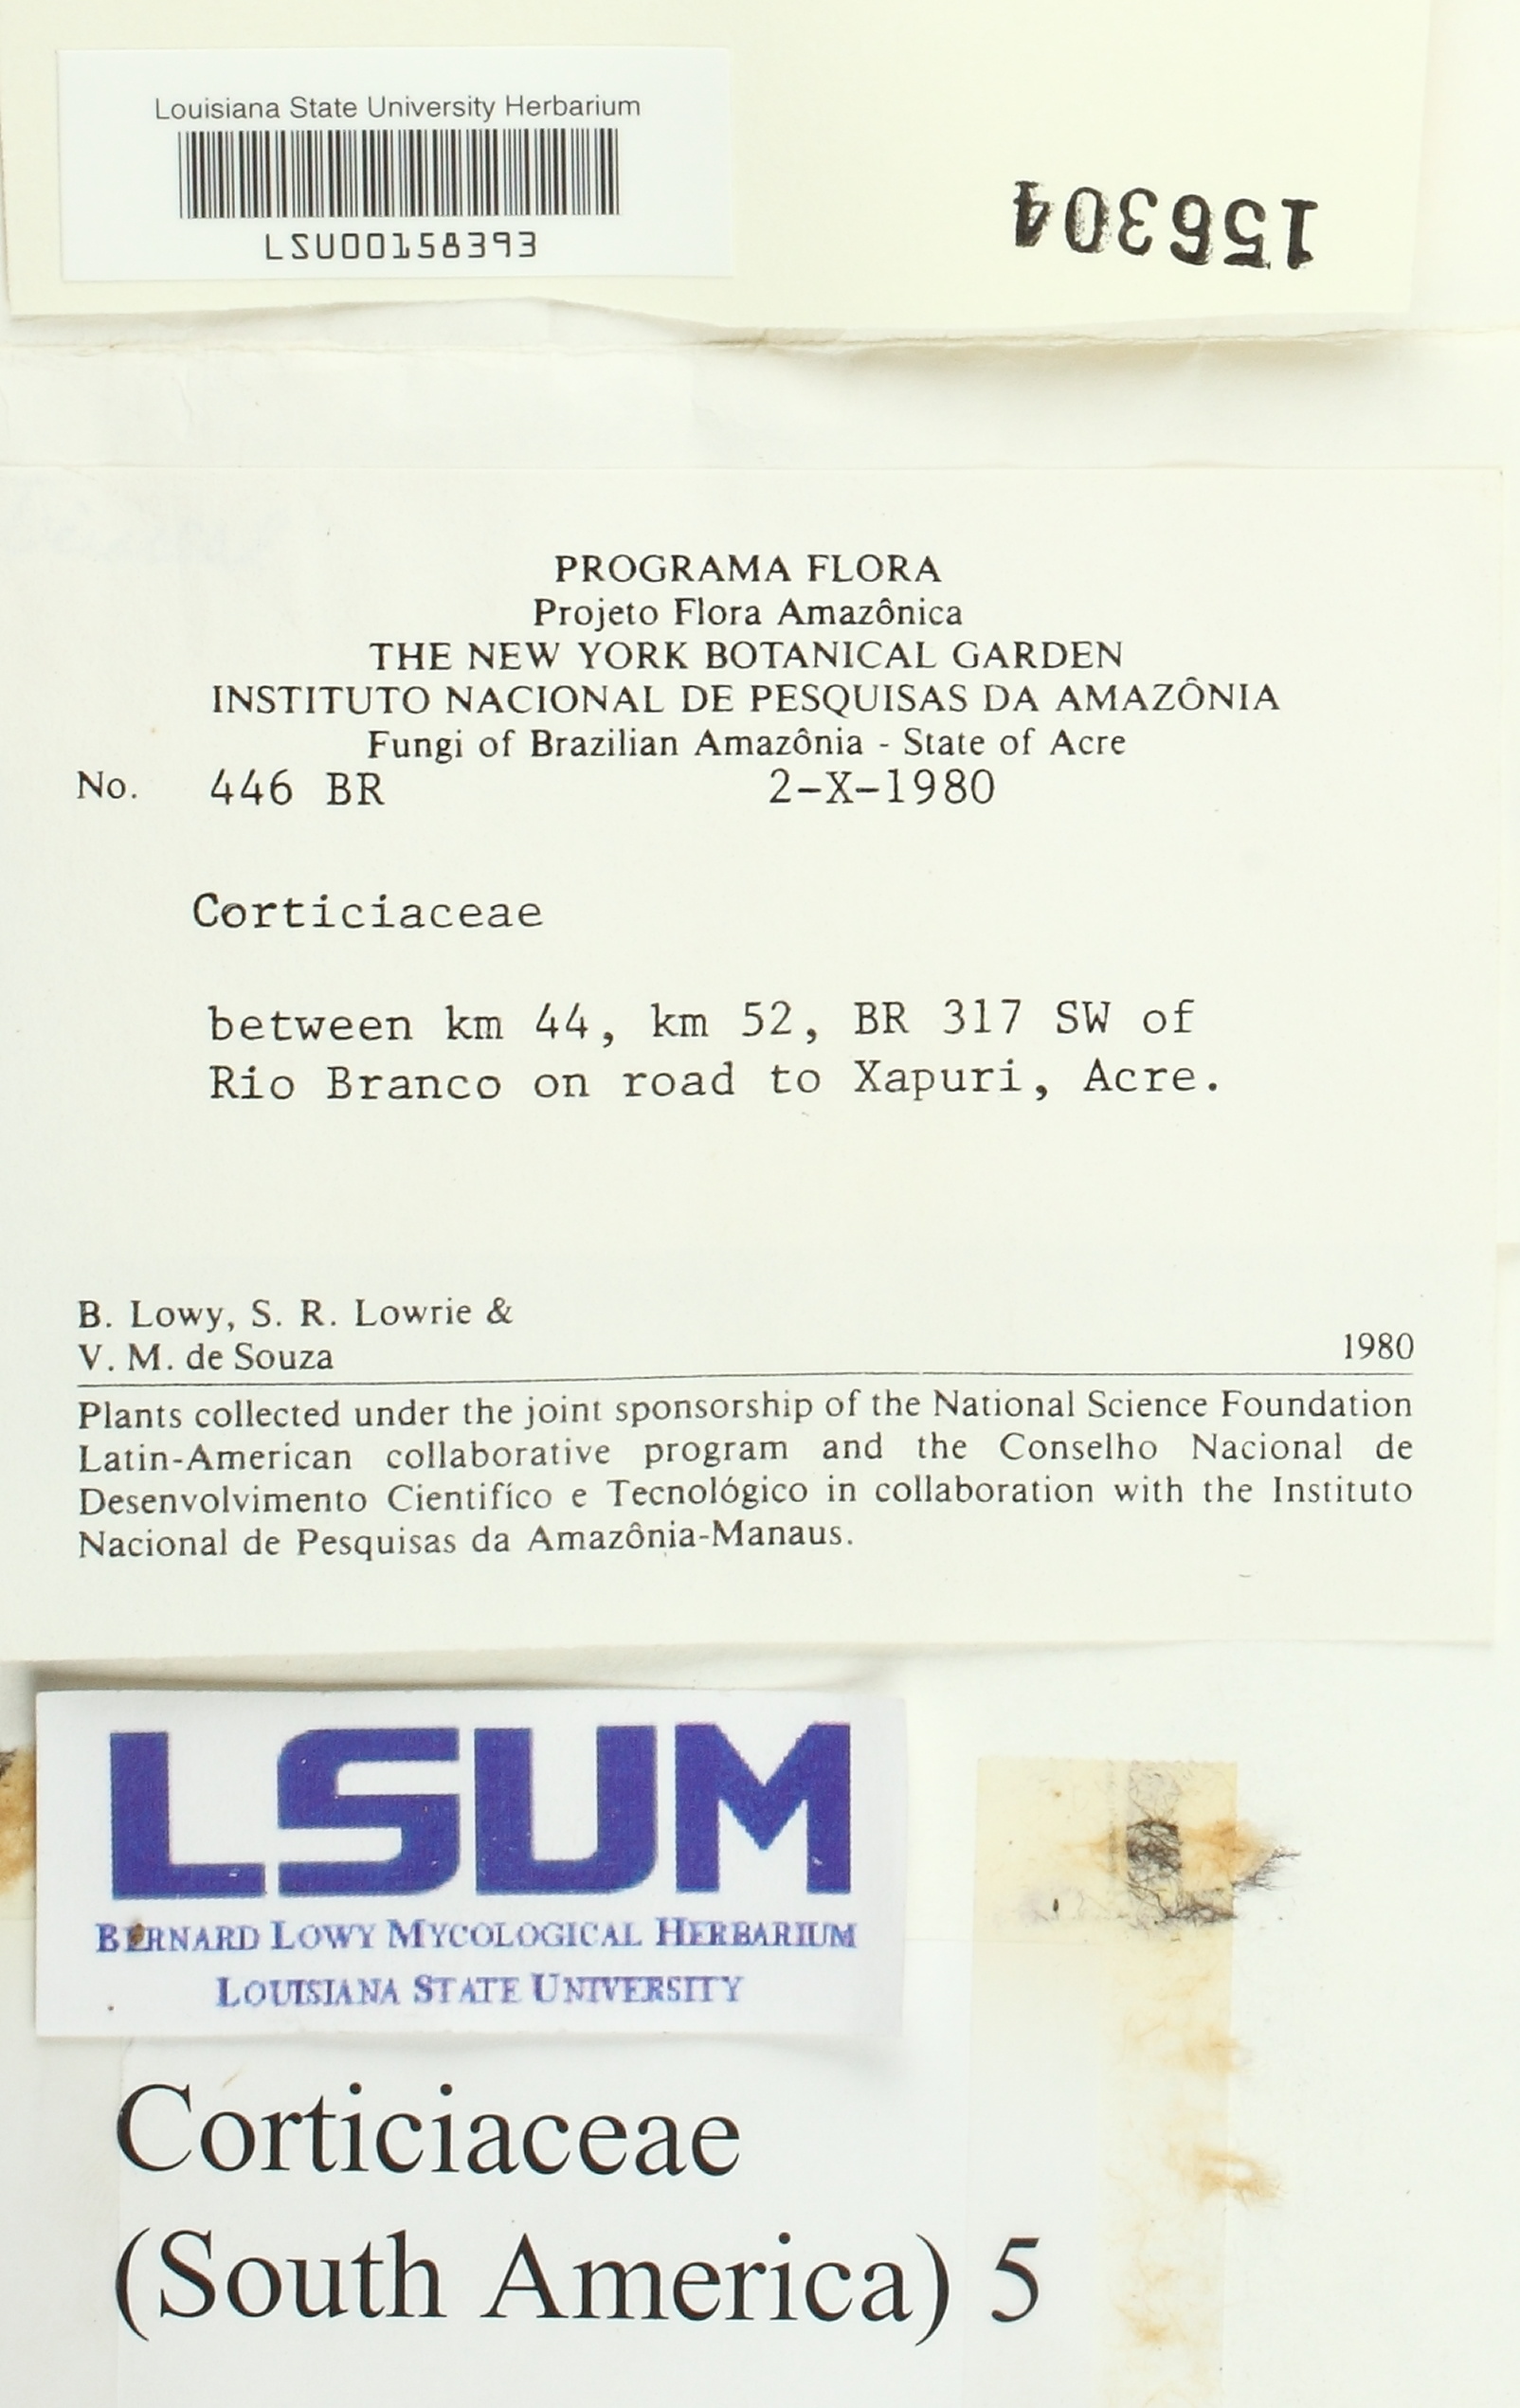 Louisiana State University Herbarium
LSU00158393
156304
PROGRAMA FLORA
Projeto Flora Amazônica
THE NEW YORK BOTANICAL GARDEN
INSTITUTO NACIONAL DE PESQUISAS DA AMAZÔNIA
Fungi of Brazilian Amazônia - State of Acre
No. 446 BR 2-X-1980
Corticiaceae
between km 44, km 52, BR 317 SW of
Rio Branco on road to Xapuri, Acre.
B. Lowy, S. R. Lowrie &
V. M. de Souza 1980
Plants collected under the joint sponsorship of the National Science Foundation
Latin-American collaborative program and the Conselho Nacional de
Desenvolvimento Cientifíco e Tecnológico in collaboration with the Instituto
Nacional de Pesquisas da Amazônia-Manaus.
LSUM
BERNARD LOWY MYCOLOGICAL HERBARIUM
LOUISIANA STATE UNIVERSITY
Corticiaceae
(South America) 5